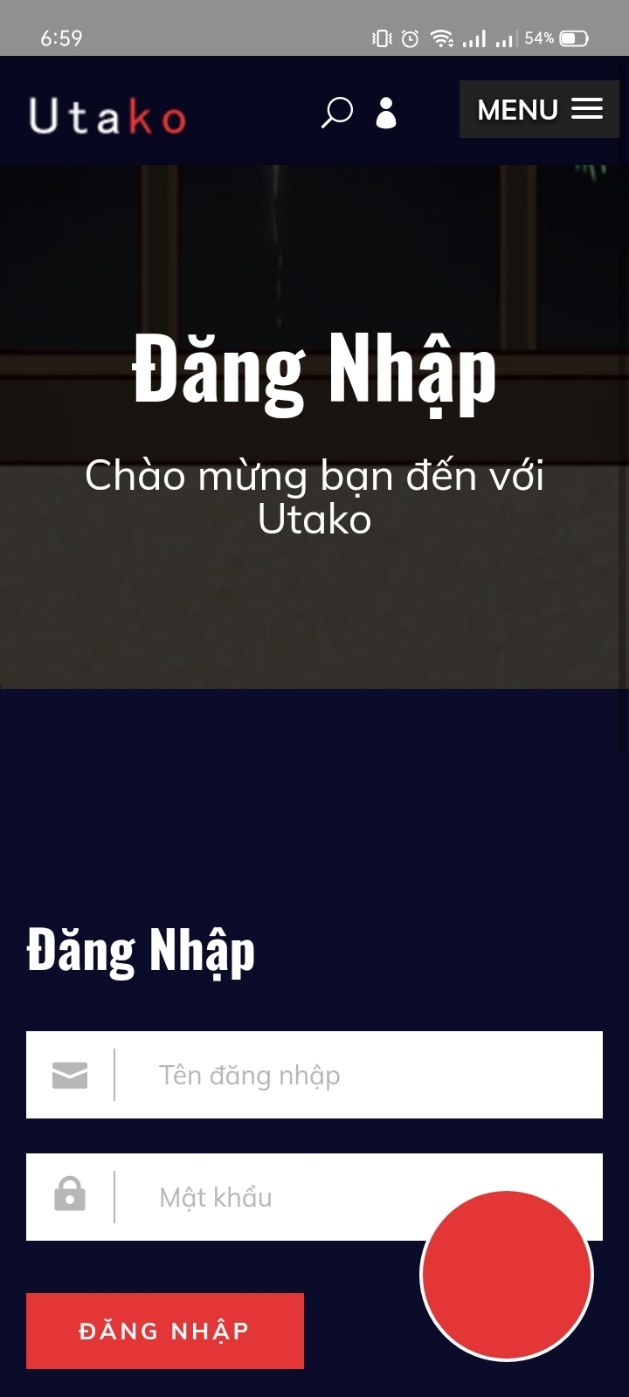 6:59
54%
Utako
MENU
Đăng Nhập
Chào mừng bạn đến với
Utako
Đăng Nhập
Tên đăng nhập
Mật khẩu
ĐĂNG NHẬP